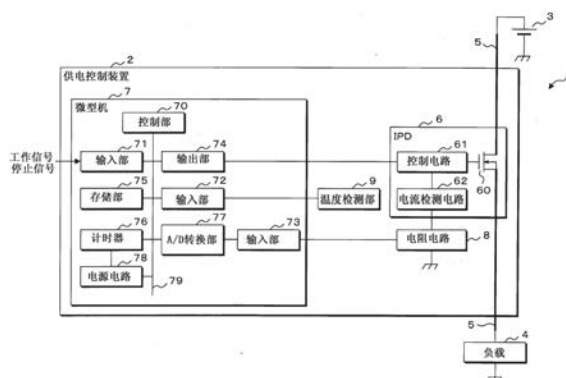 3
5
2
供电控制装置
7
微型机
70
控制部
6
IPD
工作信号
停止信号
71
输入部
74
输出部
61
控制电路
60
75
存储部
72
输入部
9
温度检测部
62
电流检测电路
76
计时器
77
A/D转换部
73
输入部
电阻电路
8
78
电源电路
79
5
4
负载